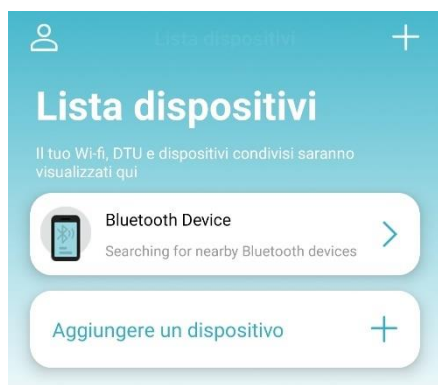 Lista dispositivi
Lista dispositivi
Il tuo Wi-fi, DTU e dispositivi condivisi saranno
visualizzati qui
Bluetooth Device
Searching for nearby Bluetooth devices
Aggiungere un dispositivo